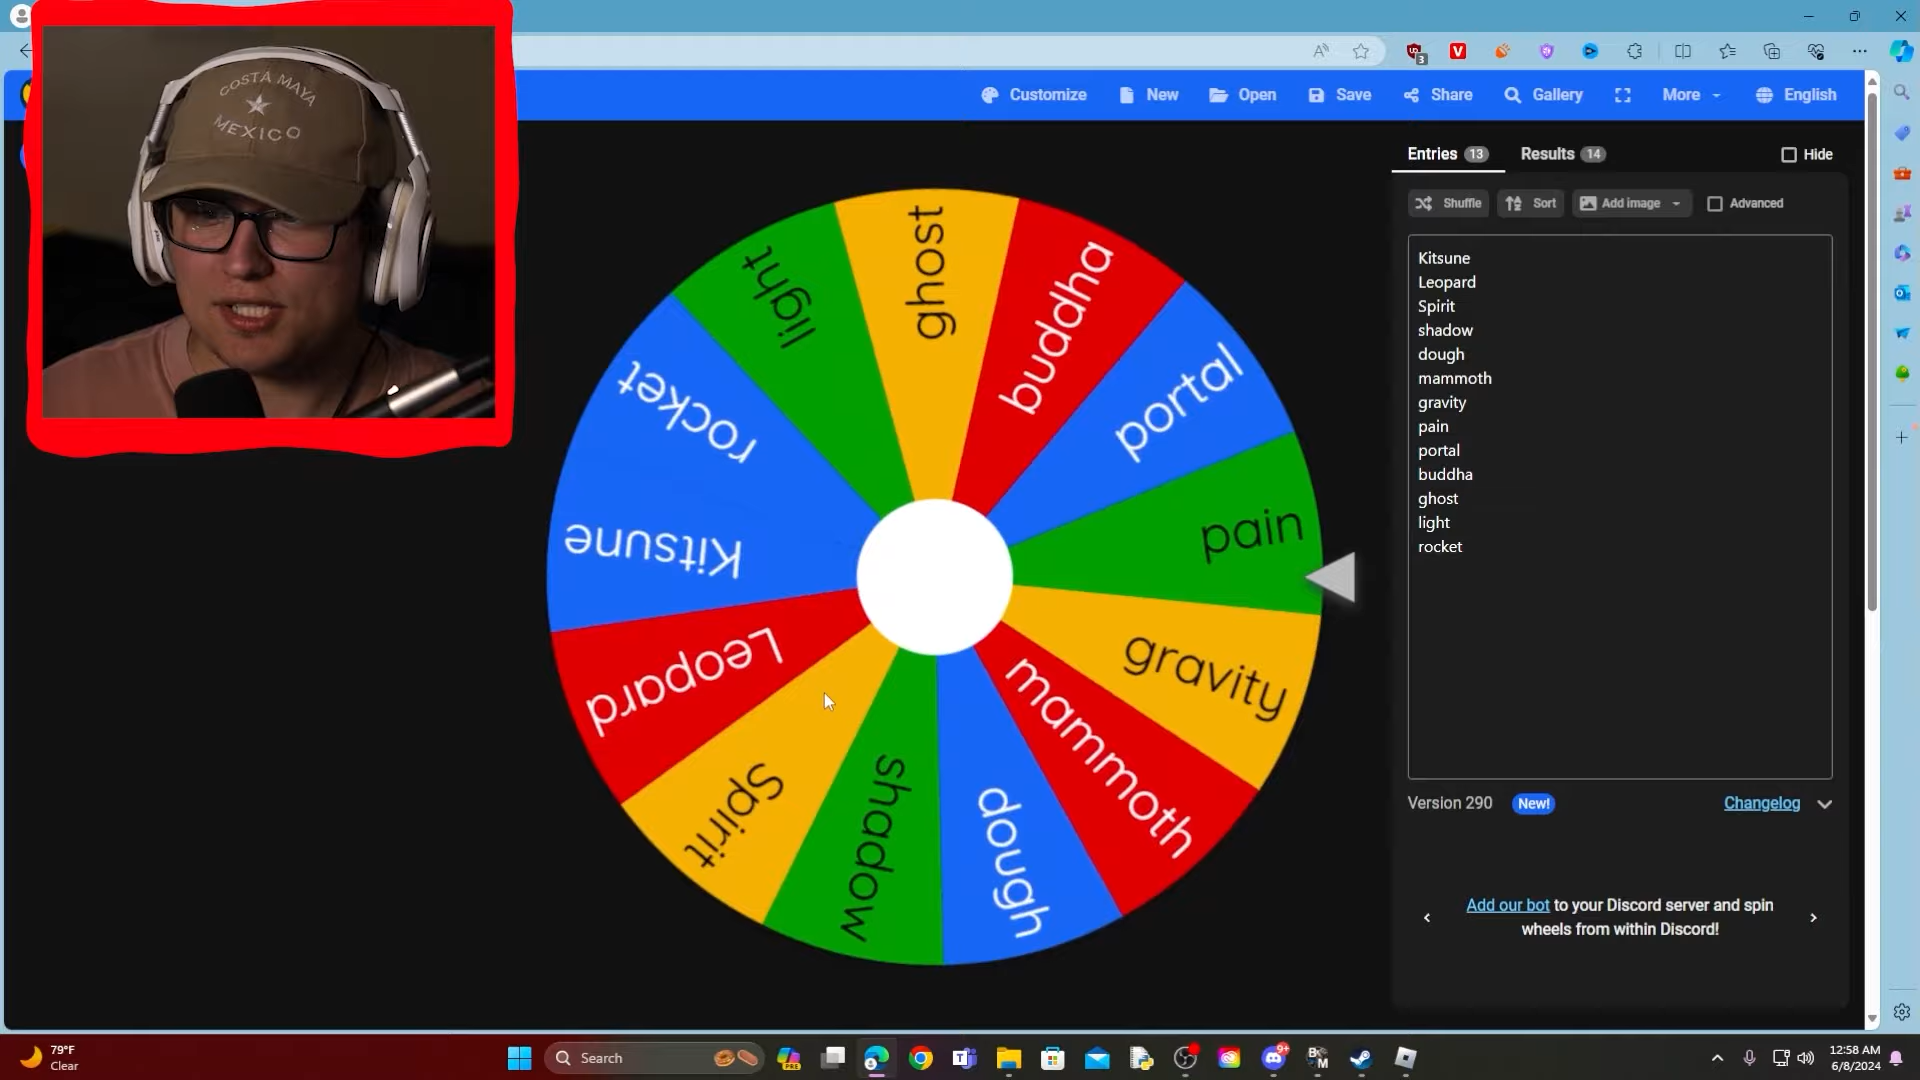 COSTA MAYA
MEXICO
Customize
New
Open
Save
Share
Gallery
More
English
Entries 13
Results 14
Hide
Shuffle
Sort
Add image
Advanced
Kitsune
Leopard
Spirit
shadow
dough
mammoth
gravity
pain
portal
buddha
ghost
light
rocket
ghost
buddha
portal
pain
gravity
mammoth
dough
shadow
Spirit
Leopard
Kitsune
rocket
light
Version 290
New!
Changelog
Add our bot to your Discord server and spin
wheels from within Discord!
79°F
Clear
Search
12:58 AM
6/8/2024